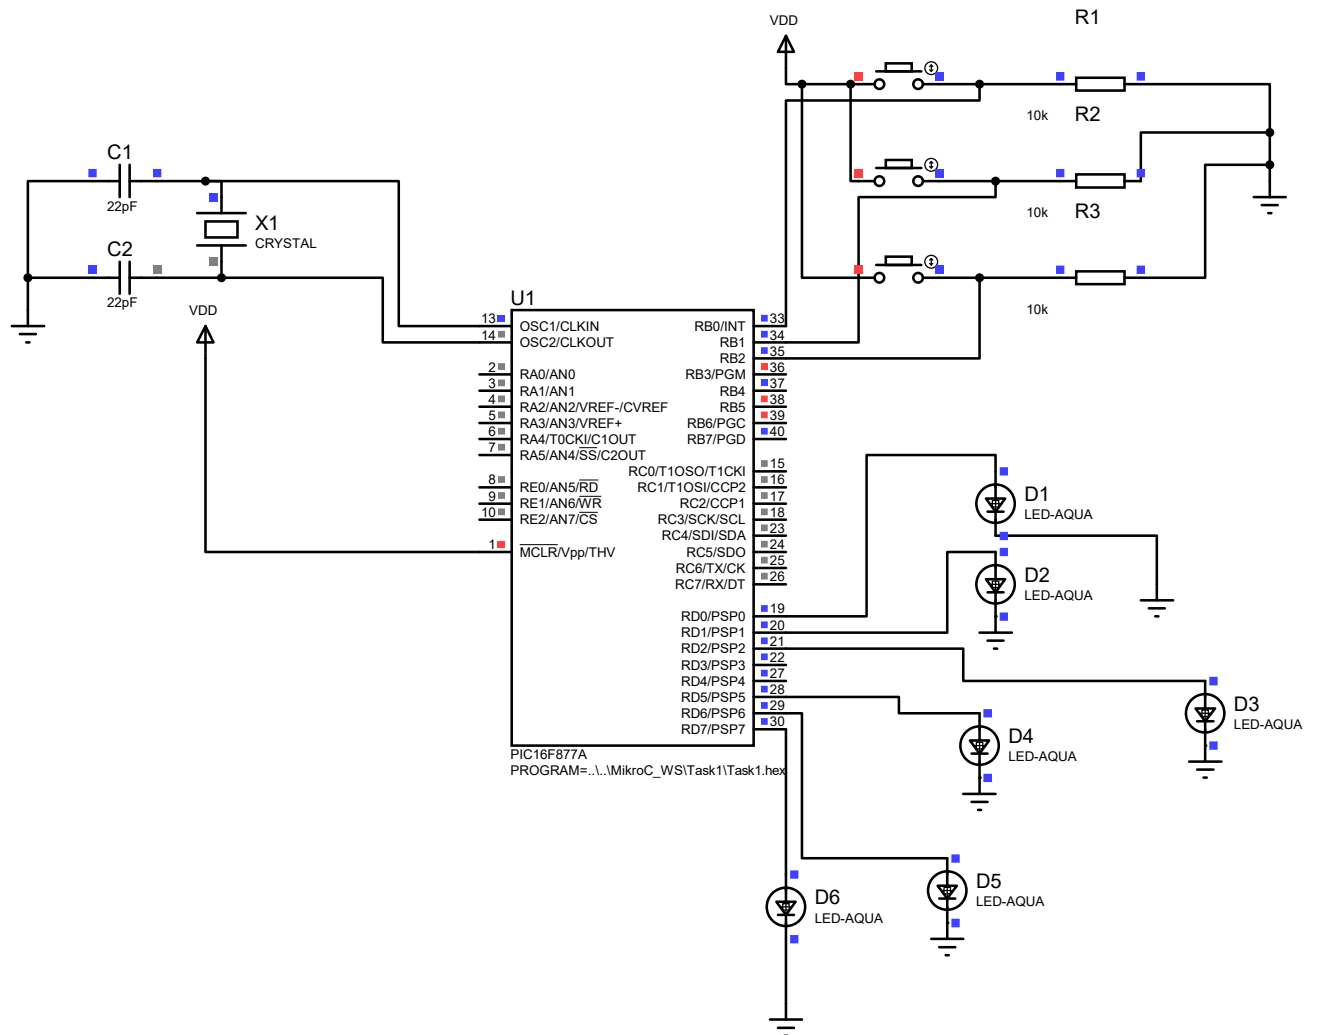 VDD
R1
10k
R2
10k
R3
10k
C1
22pF
X1
CRYSTAL
C2
22pF
VDD
U1
13 OSC1/CLKIN
14 OSC2/CLKOUT
2 RA0/AN0
3 RA1/AN1
4 RA2/AN2/VREF-/CVREF
5 RA3/AN3/VREF+
6 RA4/T0CKI/C1OUT
7 RA5/AN4/SS/C2OUT
8 RE0/AN5/RD
9 RE1/AN6/WR
10 RE2/AN7/CS
1 MCLR/Vpp/THV
RB0/INT 33
RB1 34
RB2 35
RB3/PGM 36
RB4 37
RB5 38
RB6/PGC 39
RB7/PGD 40
RC0/T1OSO/T1CKI 15
RC1/T1OSI/CCP2 16
RC2/CCP1 17
RC3/SCK/SCL 18
RC4/SDI/SDA 23
RC5/SDO 24
RC6/TX/CK 25
RC7/RX/DT 26
RD0/PSP0 19
RD1/PSP1 20
RD2/PSP2 21
RD3/PSP3 22
RD4/PSP4 27
RD5/PSP5 28
RD6/PSP6 29
RD7/PSP7 30
PIC16F877A
PROGRAM=..\..\MikroC_WS\Task1\Task1.hex
D1
LED-AQUA
D2
LED-AQUA
D3
LED-AQUA
D4
LED-AQUA
D5
LED-AQUA
D6
LED-AQUA